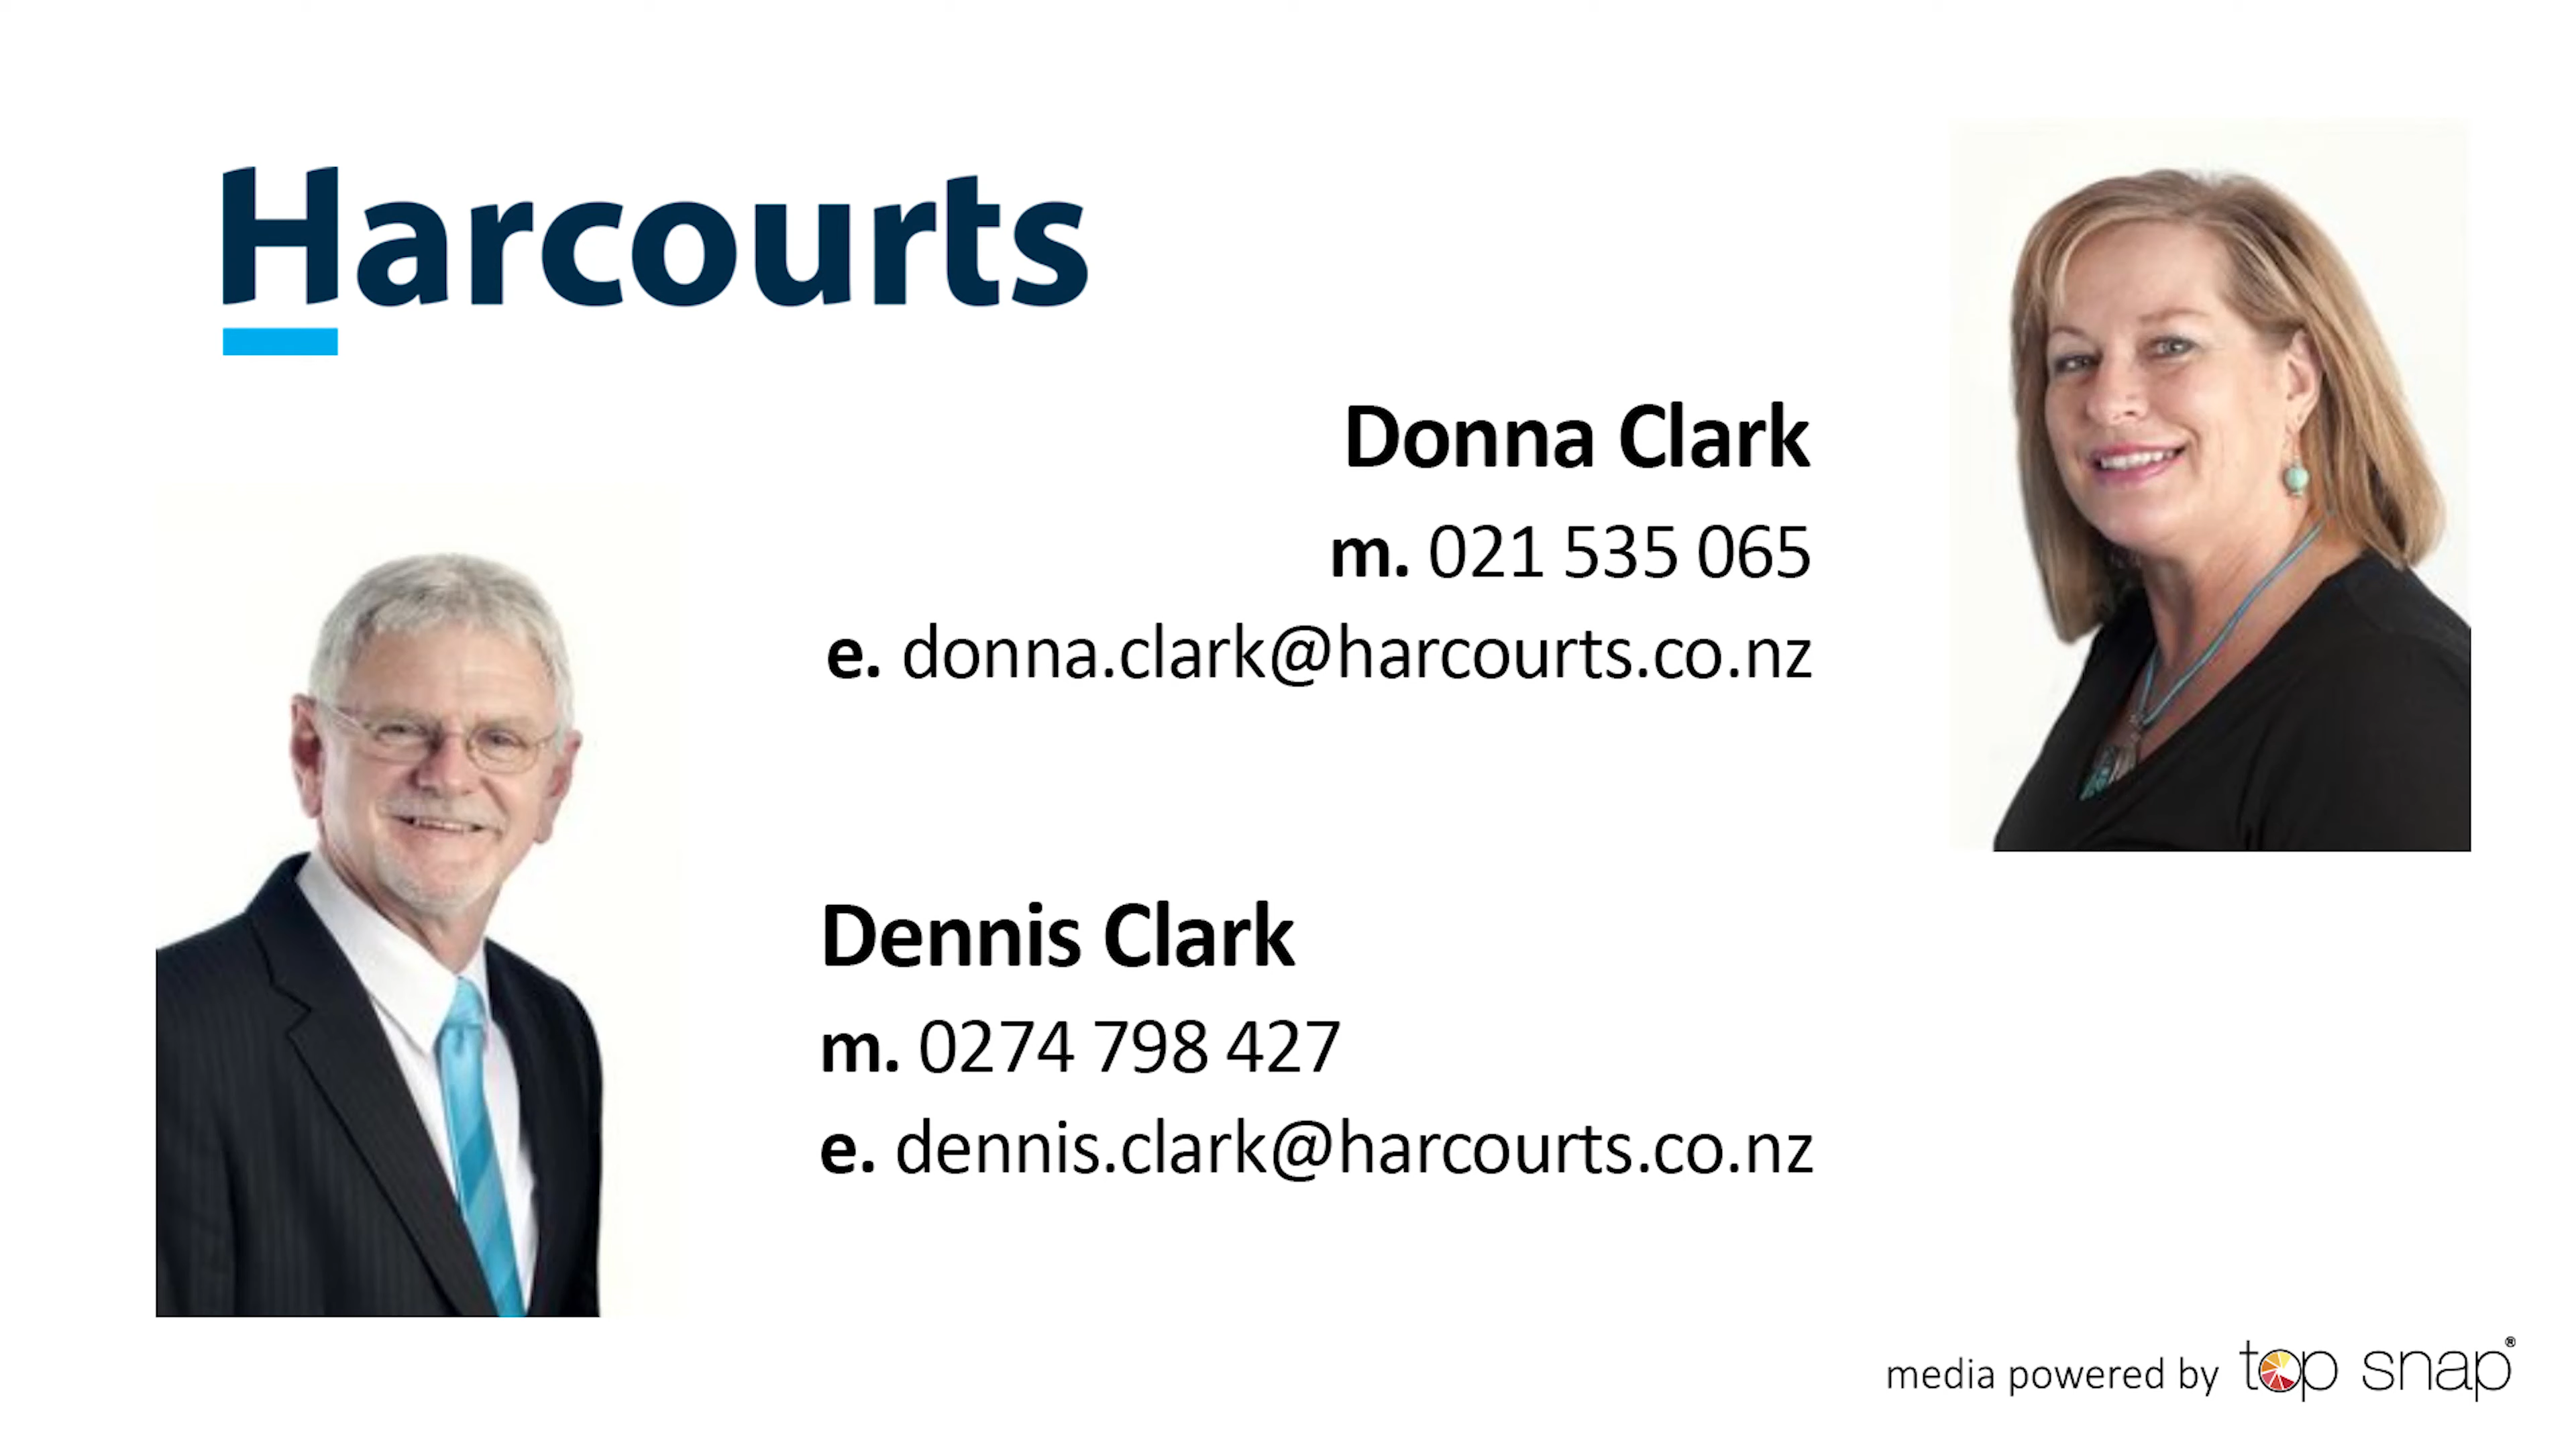 Harcourts
Donna Clark
m. 021 535 065
e. donna.clark@harcourts.co.nz
Dennis Clark
m. 0274 798 427
e. dennis.clark@harcourts.co.nz
media powered by top snap®